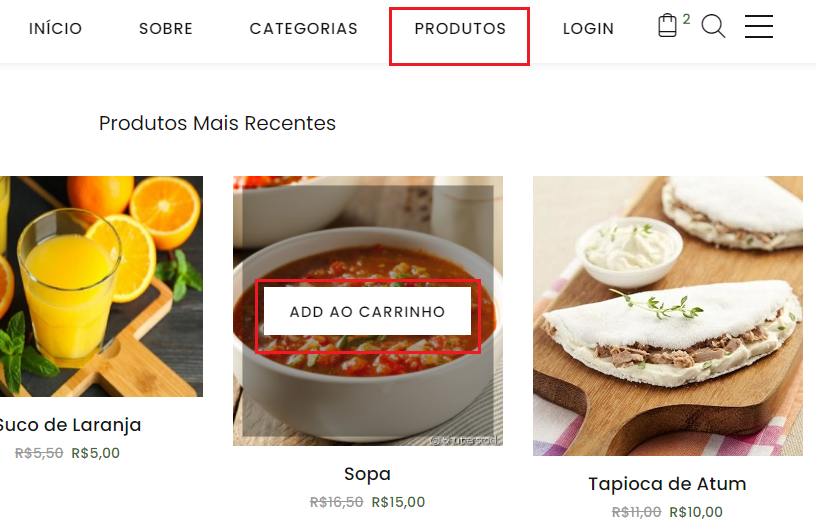 INÍCIO SOBRE CATEGORIAS PRODUTOS LOGIN 2
Produtos Mais Recentes
ADD AO CARRINHO
Suco de Laranja
R$5,50 R$5,00
Sopa
R$16,50 R$15,00
Tapioca de Atum
R$11,00 R$10,00